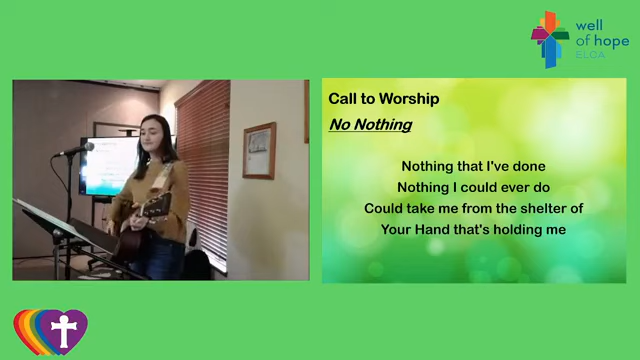 well
of hope
ELCA
Call to Worship
No Nothing
Nothing that I've done
Nothing I could ever do
Could take me from the shelter of
Your Hand that's holding me